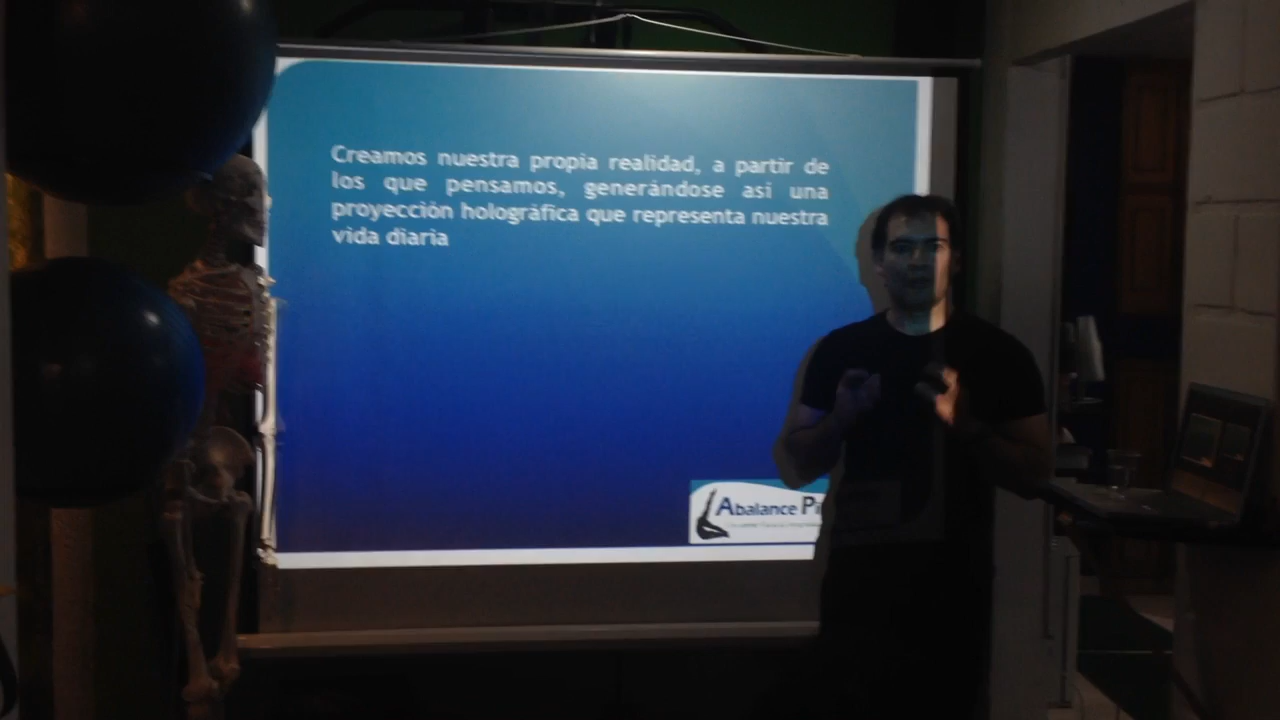 Creamos nuestra propia realidad, a partir de
los que pensamos, generándose así una
proyección holográfica que representa nuestra
vida diaria
Abalance